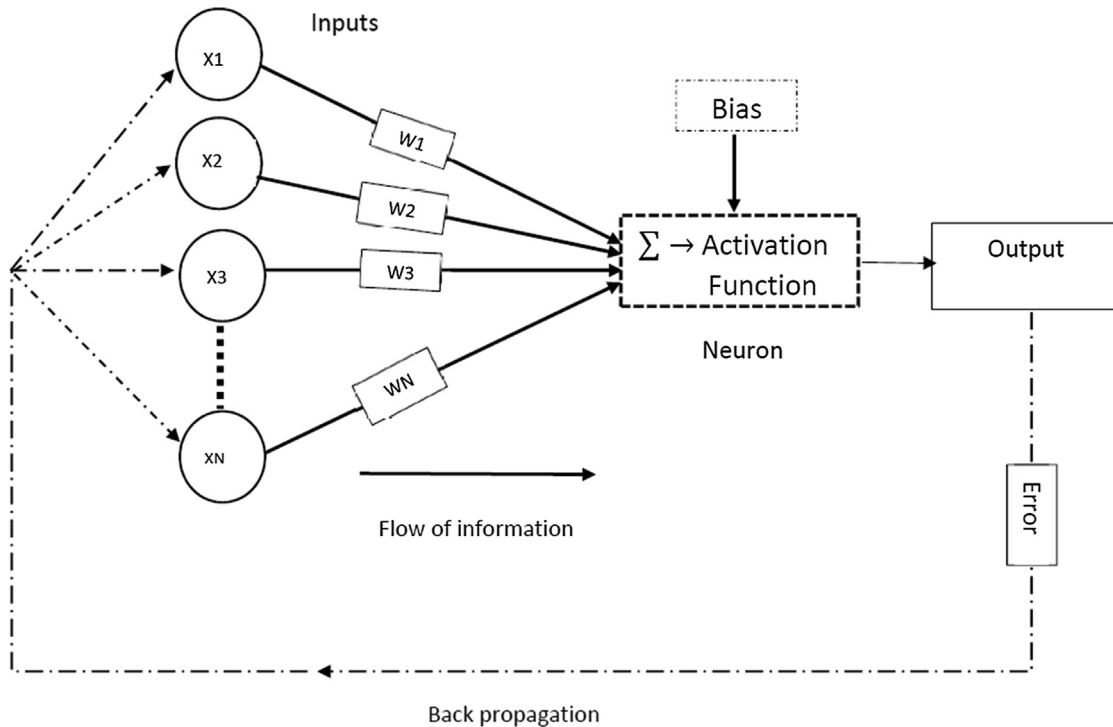 Inputs
X1
X2
X3
XN
W1
W2
W3
WN
Bias
∑ → Activation
Function
Neuron
Output
Error
Flow of information
Back propagation